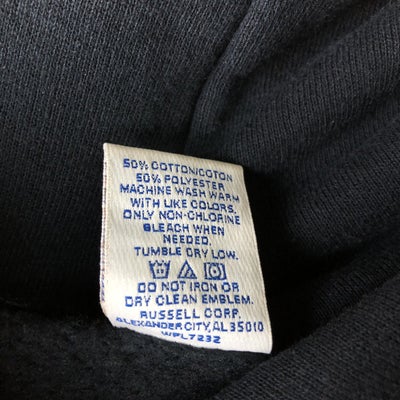 50% COTTON/COTON
50% POLYESTER
MACHINE WASH WARM
WITH LIKE COLORS.
ONLY NON-CHLORINE
BLEACH WHEN
NEEDED.
TUMBLE DRY LOW.
DO NOT IRON OR
DRY CLEAN EMBLEM.
RUSSELL CORP.
ALEXANDER CITY, AL 35010
WPL7232